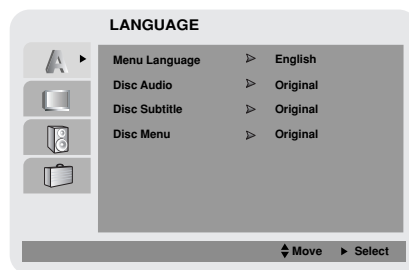 LANGUAGE
A
Menu Language English
Disc Audio Original
Disc Subtitle Original
Disc Menu Original
Move Select